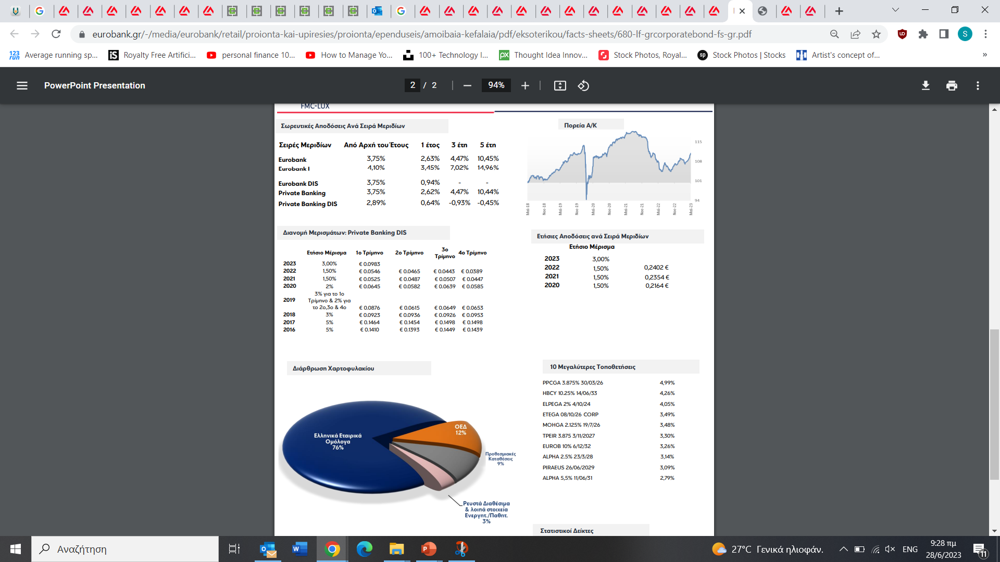 eurobank.gr/-/media/eurobank/retail/proionta-kai-upiresies/proionta/ependuseis/amoibaia-kefalaia/pdf/eksoterikou/facts-sheets/680-lf-grcorporatebond-fs-gr.pdf
S
123 run Average running sp...
iS Royalty Free Artifici...
personal finance 10...
How to Manage Yo...
100+ Technology I...
px Thought Idea Innov...
Stock Photos, Royal...
sp Stock Photos | Stocks
Artist's concept of...
»
PowerPoint Presentation
2 / 2
94%
FMC-LUX
Σωρευτικές Αποδόσεις Ανά Σειρά Μεριδίων
Σειρές Μεριδίων Από Αρχή του Έτους 1 έτος 3 έτη 5 έτη
Eurobank 3,75% 2,63% 4,47% 10,45%
Eurobank I 4,10% 3,45% 7,02% 14,96%
Eurobank DIS 3,75% 0,94% - -
Private Banking 3,75% 2,62% 4,47% 10,44%
Private Banking DIS 2,89% 0,64% -0,93% -0,45%
Πορεία Α/Κ
115
108
101
94
Μαϊ-18 Νοε-18 Μαϊ-19 Νοε-19 Μαϊ-20 Νοε-20 Μαϊ-21 Νοε-21 Μαϊ-22 Νοε-22 Μαϊ-23
Διανομή Μερισμάτων: Private Banking DIS
Ετήσιο Μέρισμα 1ο Τρίμηνο 2ο Τρίμηνο 3ο Τρίμηνο 4ο Τρίμηνο
2023 3,00% € 0.0983
2022 1,50% € 0.0546 € 0.0465 € 0.0443 € 0.0389
2021 1,50% € 0.0525 € 0.0487 € 0.0507 € 0.0447
2020 2% € 0.0645 € 0.0582 € 0.0639 € 0.0585
3% για το 1ο
2019 Τρίμηνο & 2% για
το 2ο,3ο & 4ο € 0.0876 € 0.0615 € 0.0649 € 0.0653
2018 3% € 0.0923 € 0.0936 € 0.0926 € 0.0953
2017 5% € 0.1464 € 0.1454 € 0.1498 € 0.1498
2016 5% € 0.1410 € 0.1393 € 0.1449 € 0.1439
Ετήσιες Αποδόσεις ανά Σειρά Μεριδίων
Ετήσιο Μέρισμα
2023 3,00%
2022 1,50% 0,2402 €
2021 1,50% 0,2354 €
2020 1,50% 0,2164 €
Διάρθρωση Χαρτοφυλακίου
Ελληνικά Εταιρικά
Ομόλογα
76%
ΟΕΔ
12%
Προθεσμιακές
Καταθέσεις
9%
Ρευστά Διαθέσιμα
& λοιπά στοιχεία
Ενεργητ./Παθητ.
3%
10 Μεγαλύτερες Τοποθετήσεις
PPCGA 3.875% 30/03/26 4,99%
HBCY 10.25% 14/06/33 4,26%
ELPEGA 2% 4/10/24 4,05%
ETEGA 08/10/26 CORP 3,49%
MOHGA 2.125% 19/7/26 3,48%
TPEIR 3.875 3/11/2027 3,30%
EUROB 10% 6/12/32 3,26%
ALPHA 2.5% 23/3/28 3,14%
PIRAEUS 26/06/2029 3,09%
ALPHA 5,5% 11/06/31 2,79%
Στατιστικοί Δείκτες
Αναζήτηση
27°C Γενικά ηλιοφάν.
ENG
9:28 πμ
28/6/2023
11